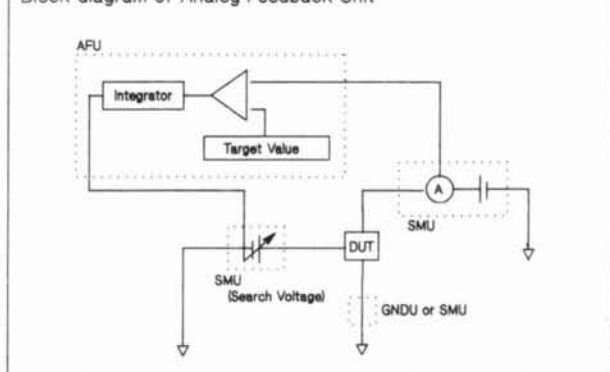 Block diagram of Analog Feedback Unit
AFU
Integrator
Target Value
A
SMU
DUT
SMU
(Search Voltage)
GNDU or SMU